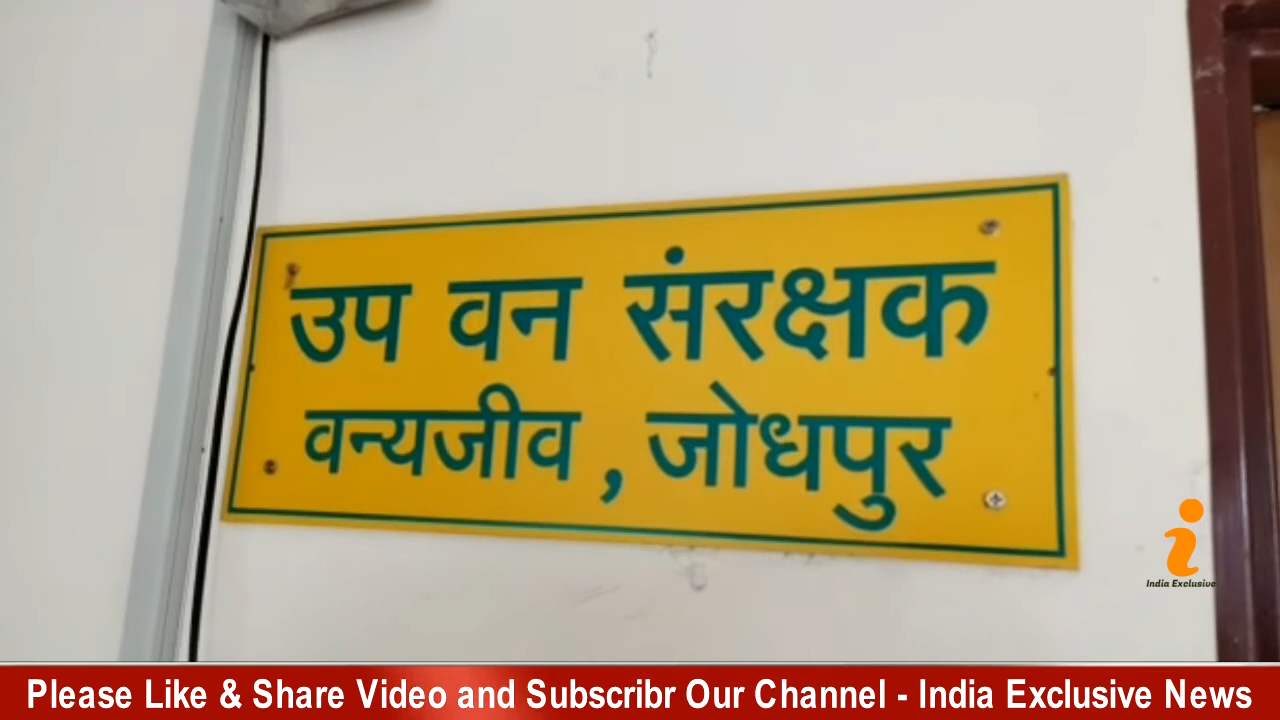 उप वन संरक्षक
वन्यजीव , जोधपुर
India Exclusive
Please Like & Share Video and Subscribr Our Channel - India Exclusive News